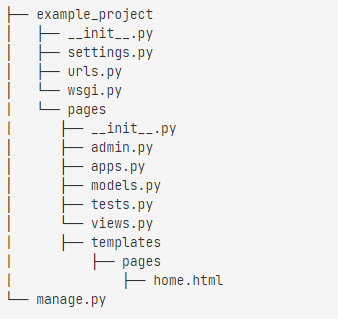 ├── example_project
│   ├── __init__.py
│   ├── settings.py
│   ├── urls.py
│   └── wsgi.py
│   └── pages
│      ├── __init__.py
│      ├── admin.py
│      ├── apps.py
│      ├── models.py
│      ├── tests.py
│      └── views.py
│      ├── templates
│          ├── pages
│              ├── home.html
└── manage.py